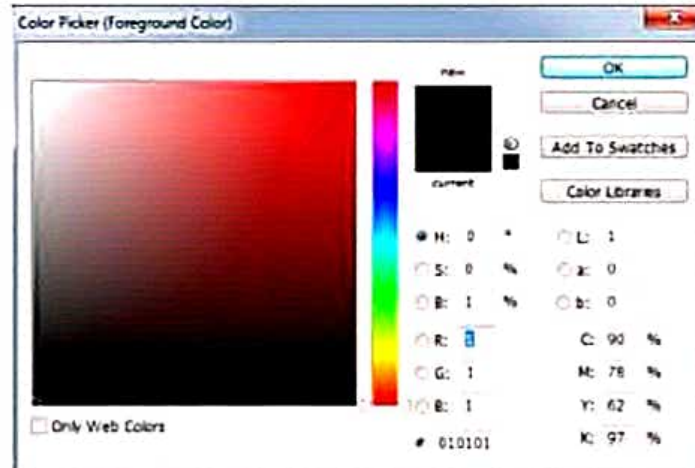 Color Picker (Foreground Color)
new
current
OK
Cancel
Add To Swatches
Color Libraries
H: 0 °
S: 0 %
B: 1 %
R: 1
G: 1
B: 1
# 010101
L: 1
a: 0
b: 0
C: 90 %
M: 78 %
Y: 62 %
K: 97 %
Only Web Colors